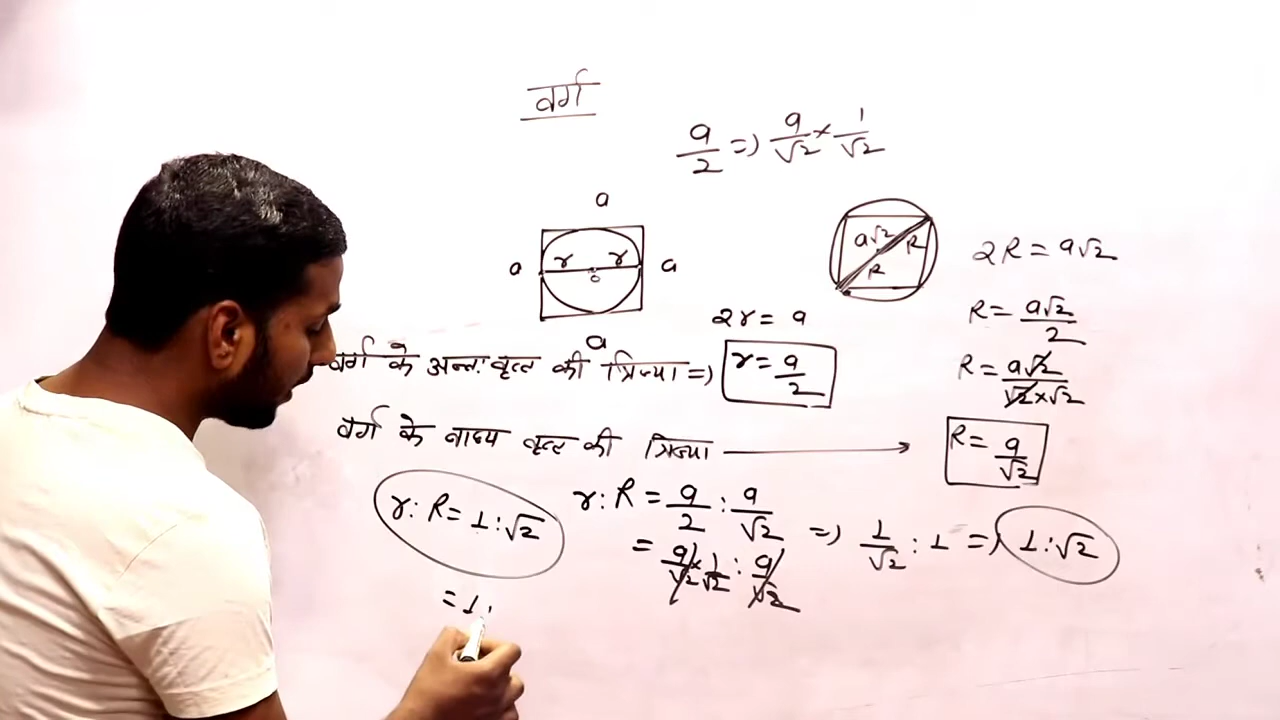 वर्ग
a/2 => a/√2 × 1/√2
a
a r r a
o
a
a√2 R
R
2R = a√2
2r = a
R = a√2/2
वर्ग के अन्तः वृत्त की त्रिज्या => r = a/2
R = a√2/√2×√2
वर्ग के बाह्य वृत्त की त्रिज्या → R = a/√2
r : R = 1 : √2
r : R = a/2 : a/√2
= a/√2 × 1/√2 : a/√2 => 1/√2 : 1 => 1 : √2
= 1 :